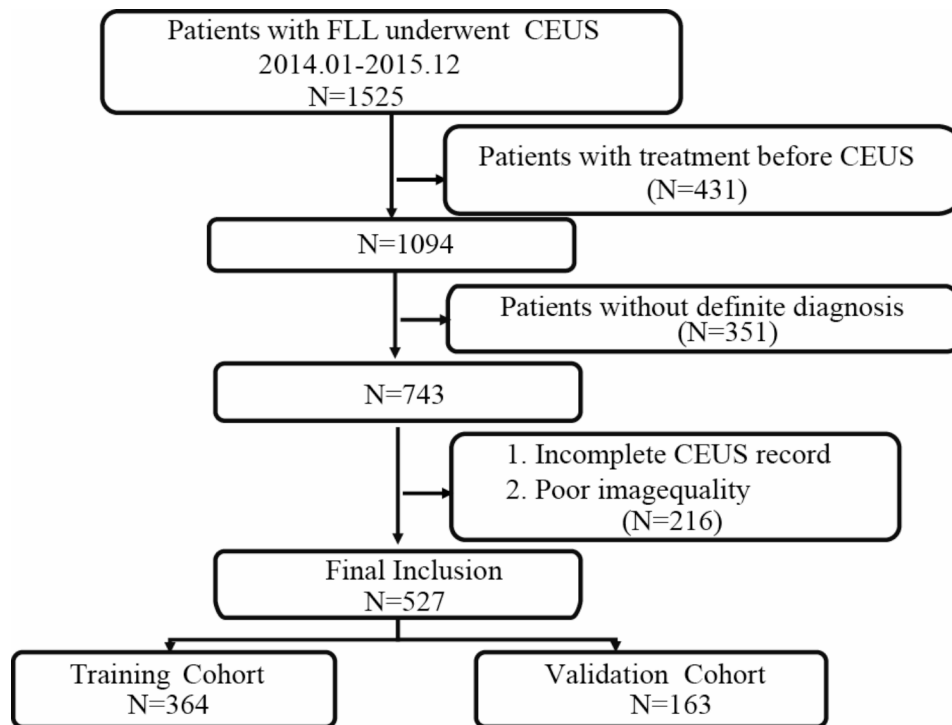 Patients with FLL underwent CEUS
2014.01-2015.12
N=1525
Patients with treatment before CEUS
(N=431)
N=1094
Patients without definite diagnosis
(N=351)
N=743
1. Incomplete CEUS record
2. Poor imagequality
(N=216)
Final Inclusion
N=527
Training Cohort
N=364
Validation Cohort
N=163